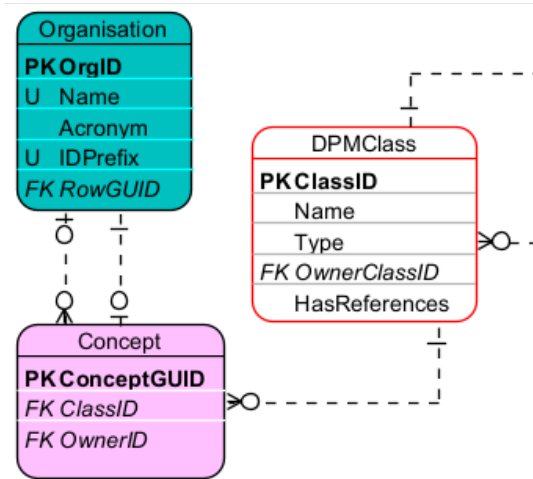 Organisation
PK OrgID
U Name
Acronym
U IDPrefix
FK RowGUID
DPMClass
PK ClassID
Name
Type
FK OwnerClassID
HasReferences
Concept
PK ConceptGUID
FK ClassID
FK OwnerID